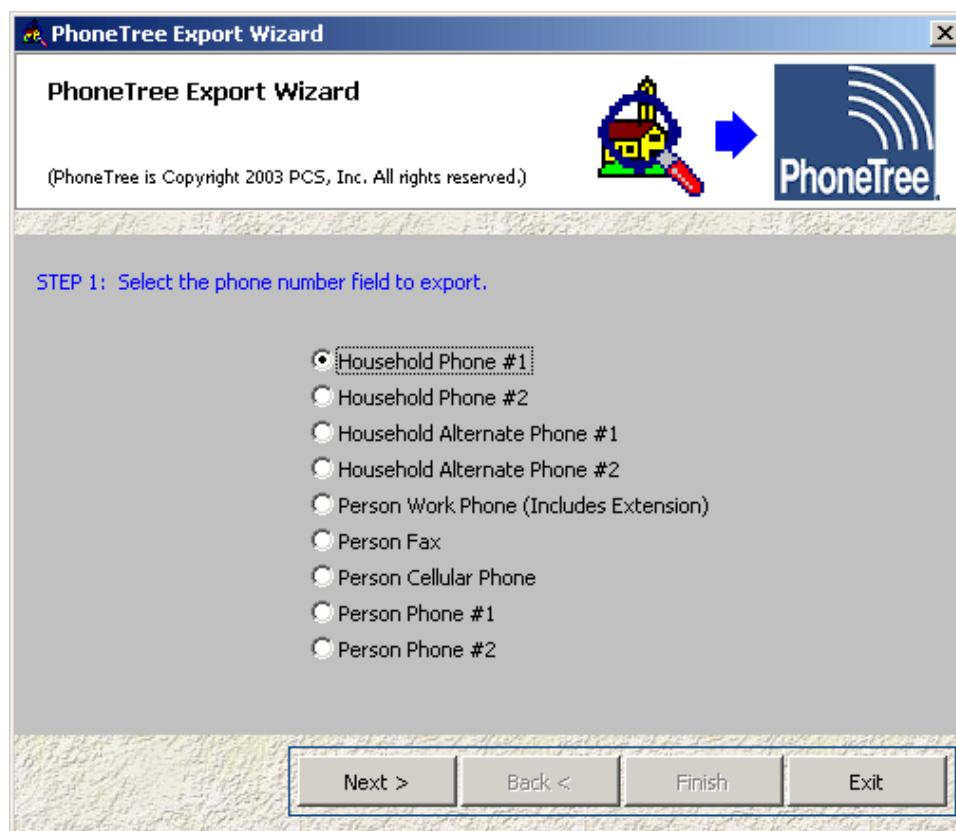 PhoneTree Export Wizard
PhoneTree Export Wizard
(PhoneTree is Copyright 2003 PCS, Inc. All rights reserved.)
PhoneTree
STEP 1: Select the phone number field to export.
Household Phone #1
Household Phone #2
Household Alternate Phone #1
Household Alternate Phone #2
Person Work Phone (Includes Extension)
Person Fax
Person Cellular Phone
Person Phone #1
Person Phone #2
Next > Back < Finish Exit